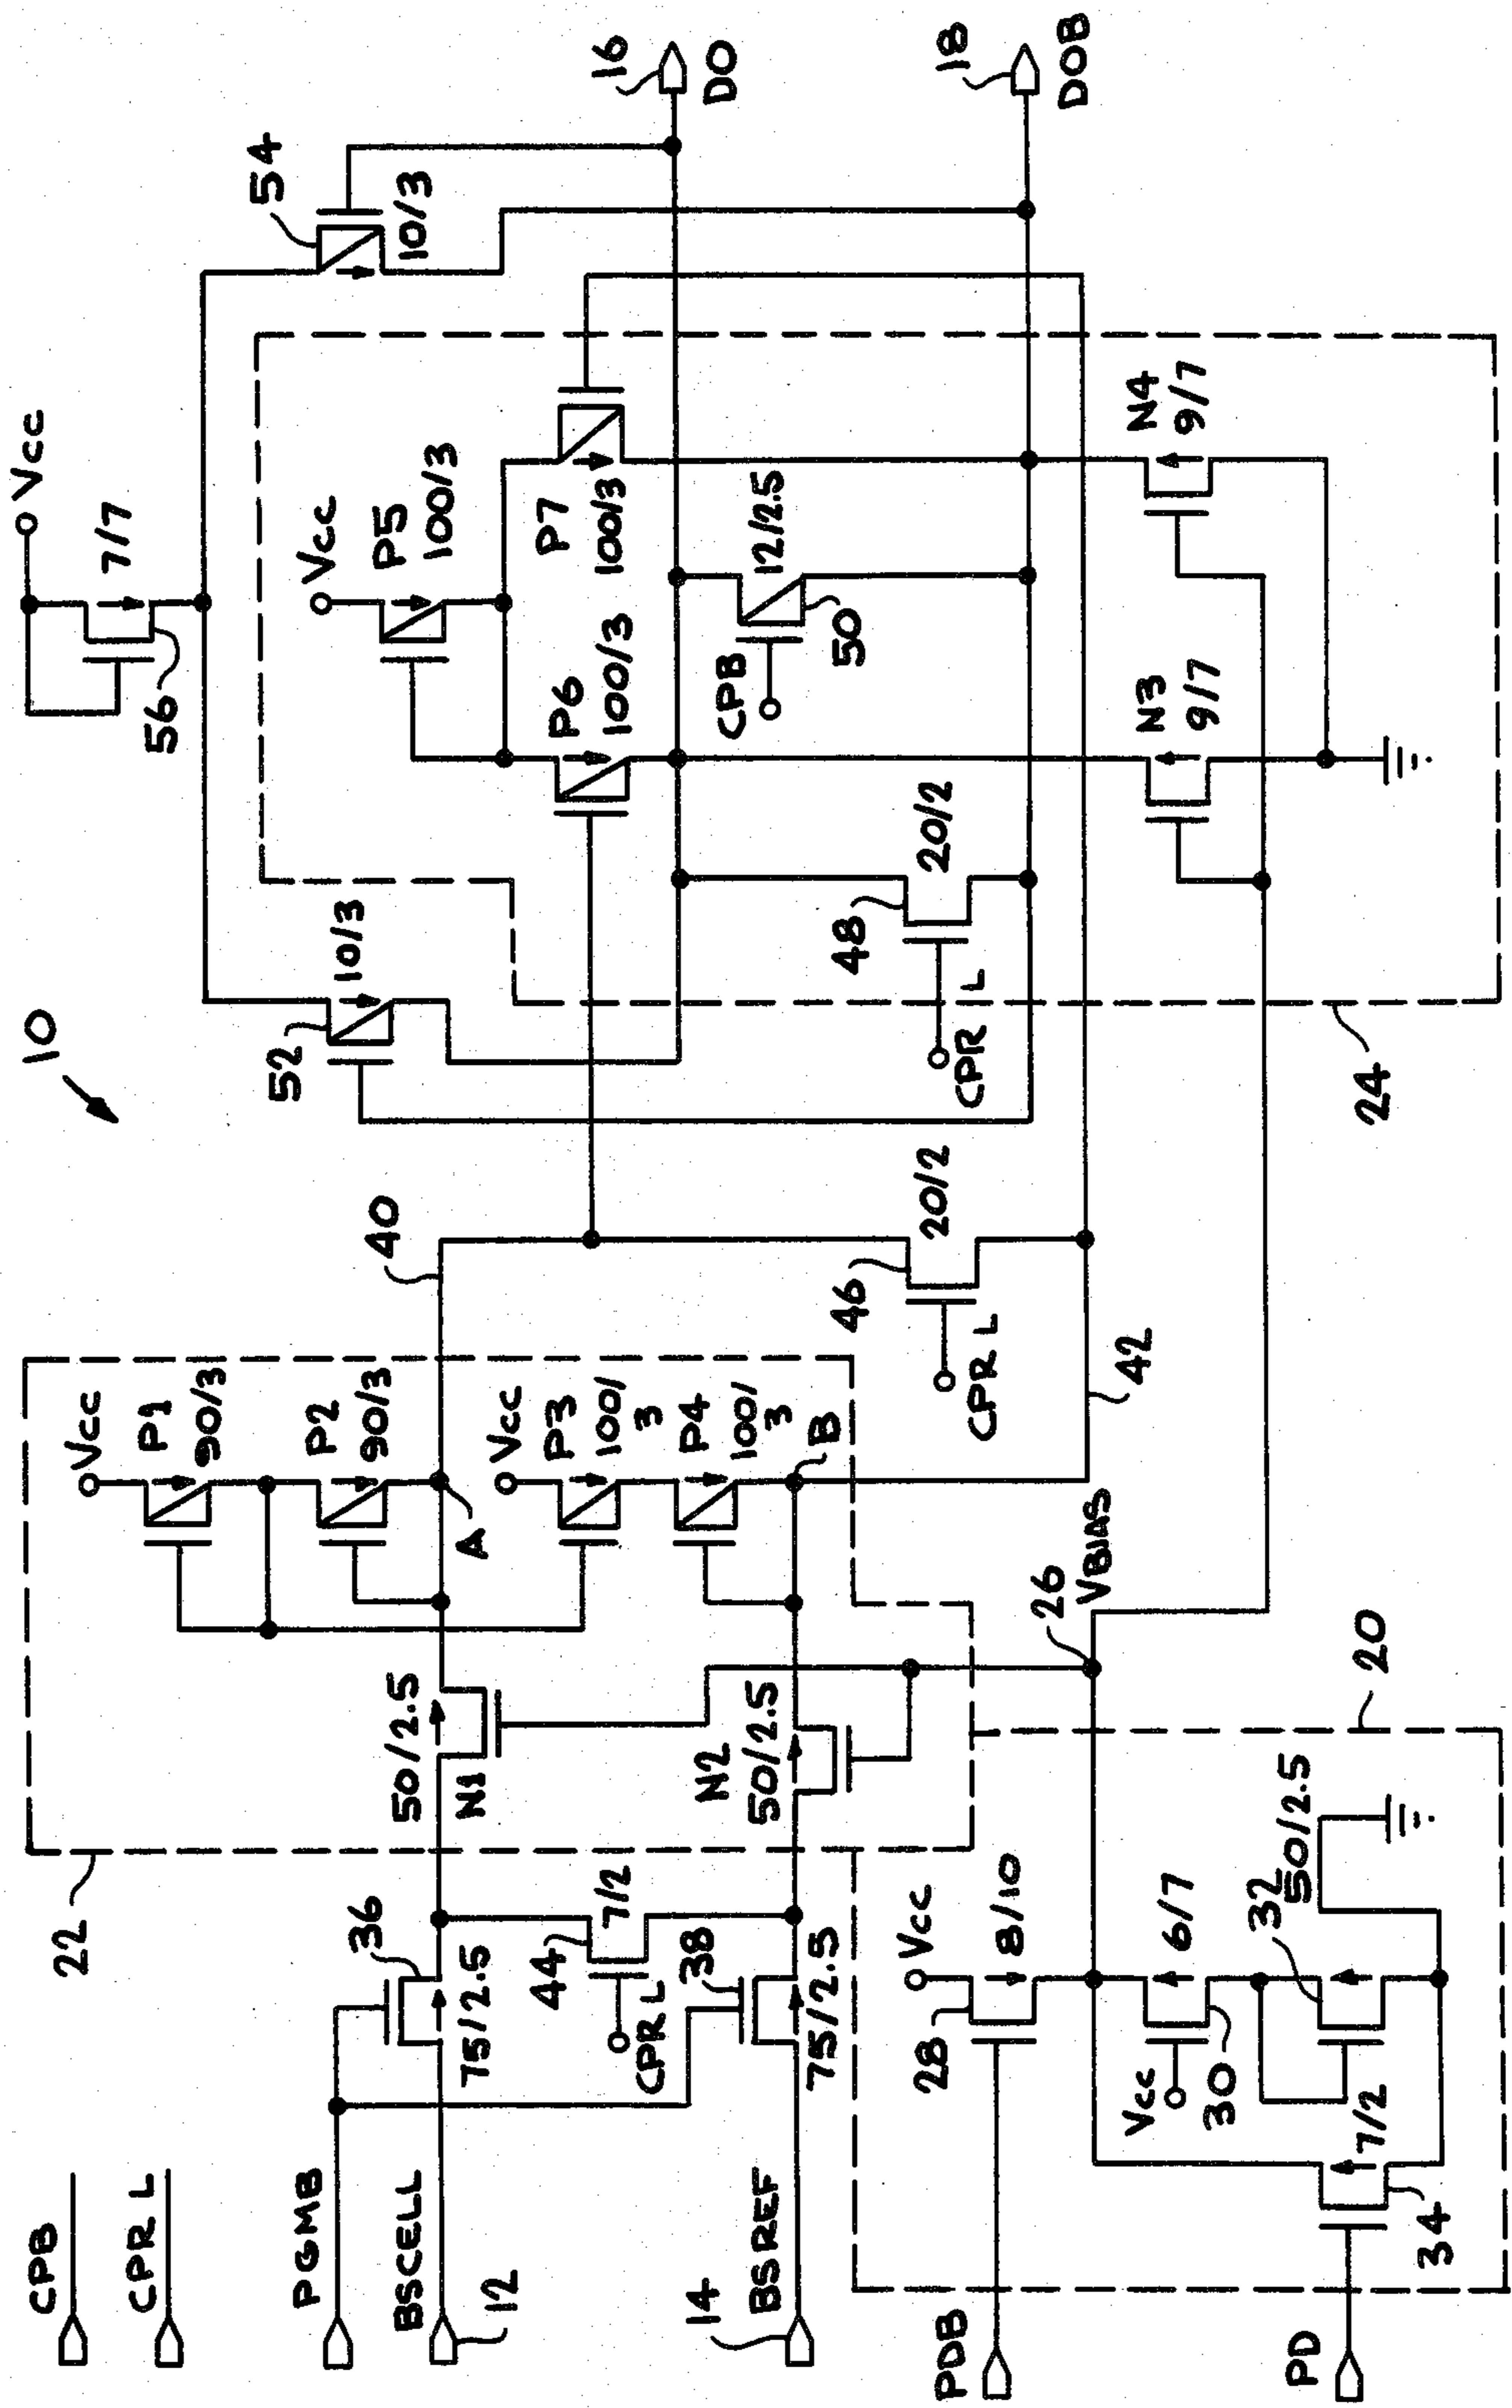 10
Vcc
7/7
56
54
10/3
52
10/3
16
DO
18
DOB
Vcc
P5
100/3
P6
100/3
P7
100/3
CPB
12/2.5
50
48
20/2
CPR L
N3
9/7
N4
9/7
24
22
Vcc
P1
90/3
P2
90/3
A
40
Vcc
P3
100/
3
P4
100/
3
B
46
20/2
CPR L
42
50/2.5
N1
N2
50/2.5
26
VBIAS
20
36
75/2.5
44
7/2
CPR L
38
75/2.5
Vcc
28
8/10
6/7
Vcc
30
32
50/2.5
7/2
34
CPB
CPR L
PGMB
BSCELL
12
14
BSREF
PDB
PD